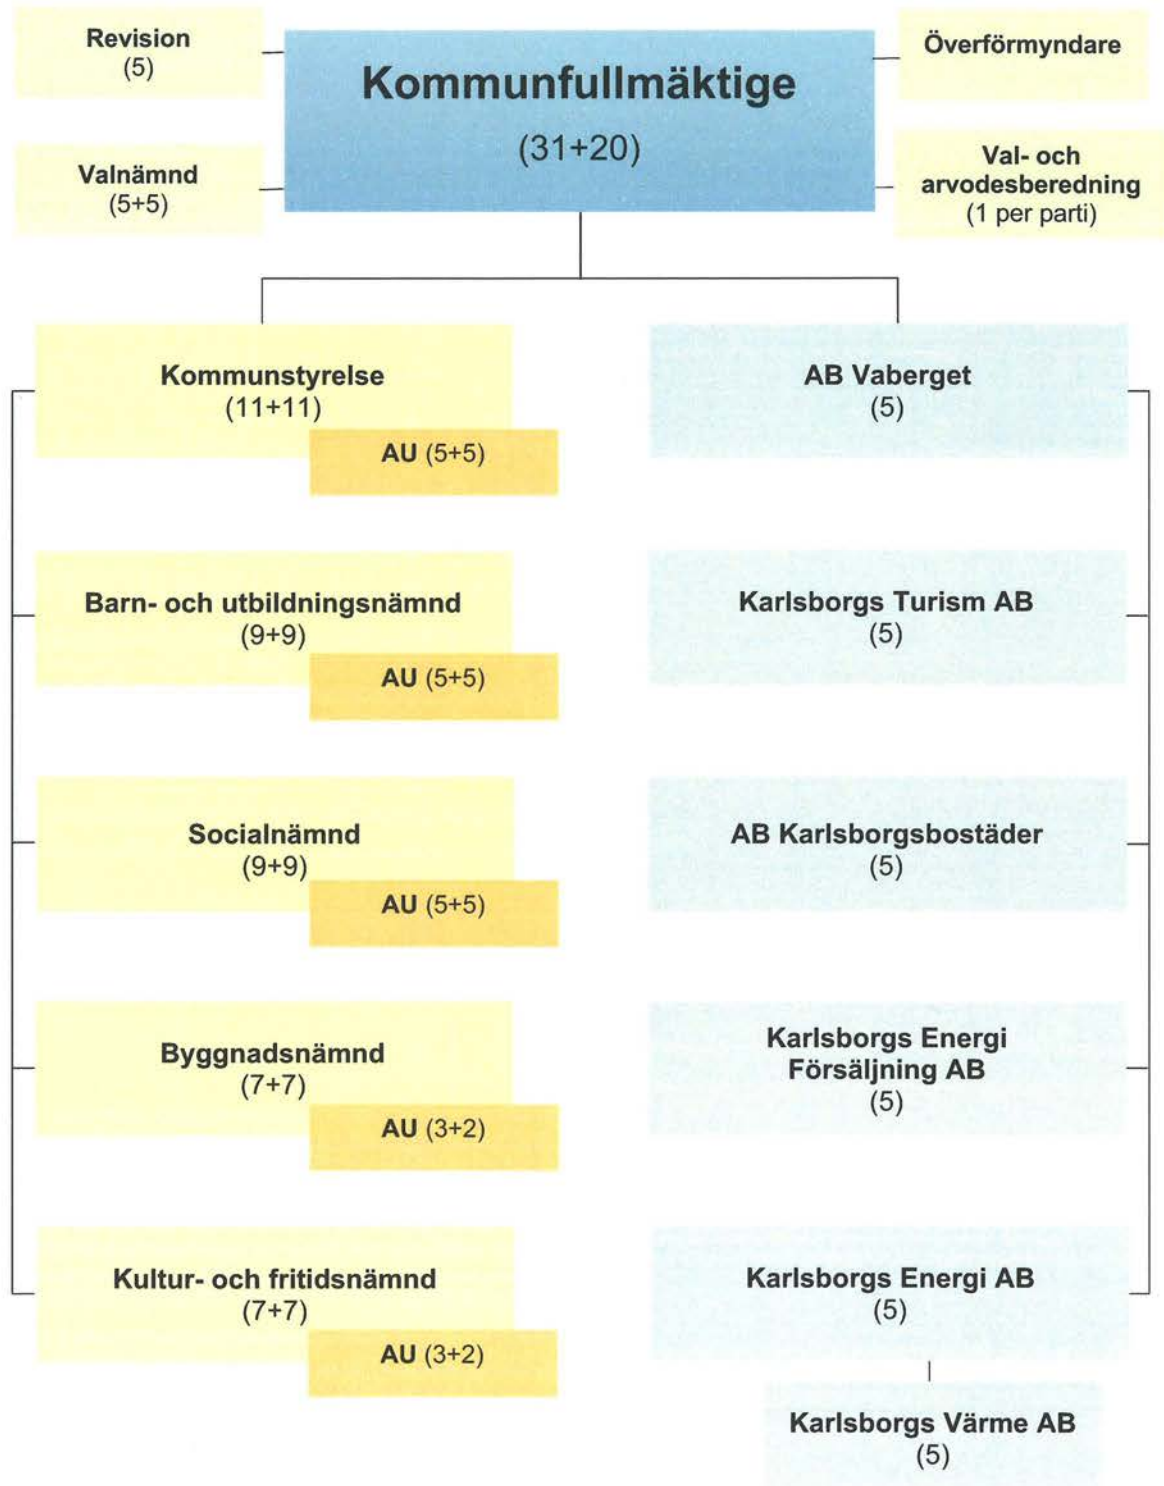 Revision
(5)
Kommunfullmäktige
(31+20)
Överförmyndare
Valnämnd
(5+5)
Val- och
arvodesberedning
(1 per parti)
Kommunstyrelse
(11+11)
AU (5+5)
AB Vaberget
(5)
Barn- och utbildningsnämnd
(9+9)
AU (5+5)
Karlsborgs Turism AB
(5)
Socialnämnd
(9+9)
AU (5+5)
AB Karlsborgsbostäder
(5)
Byggnadsnämnd
(7+7)
AU (3+2)
Karlsborgs Energi
Försäljning AB
(5)
Kultur- och fritidsnämnd
(7+7)
AU (3+2)
Karlsborgs Energi AB
(5)
Karlsborgs Värme AB
(5)